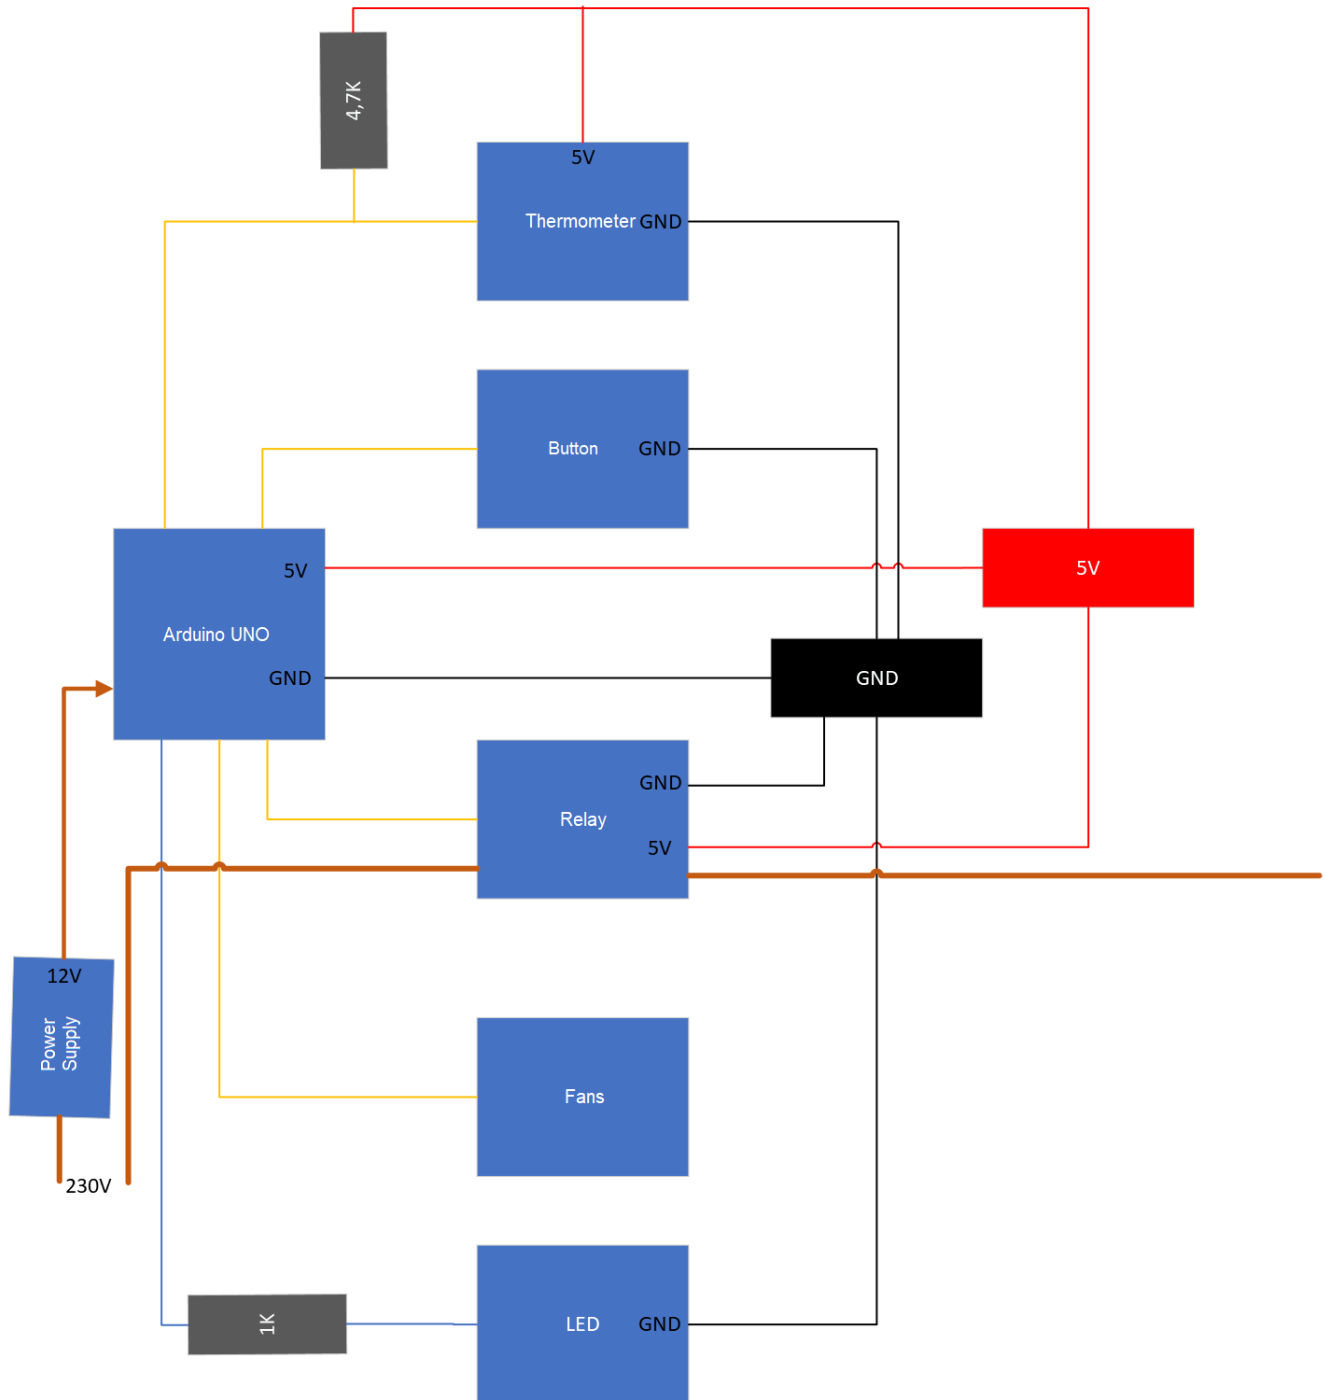 4,7K
5V
Thermometer
GND
Button
GND
5V
5V
Arduino UNO
GND
GND
GND
Relay
5V
12V
Power
Supply
Fans
230V
1K
LED
GND